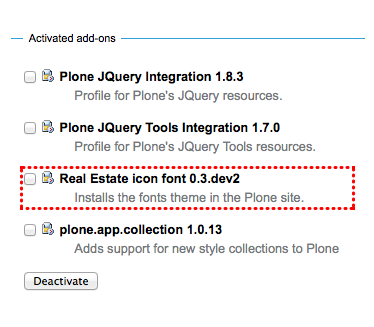 Activated add-ons
Plone JQuery Integration 1.8.3
Profile for Plone's JQuery resources.
Plone JQuery Tools Integration 1.7.0
Profile for Plone's JQuery Tools resources.
Real Estate icon font 0.3.dev2
Installs the fonts theme in the Plone site.
plone.app.collection 1.0.13
Adds support for new style collections to Plone
Deactivate